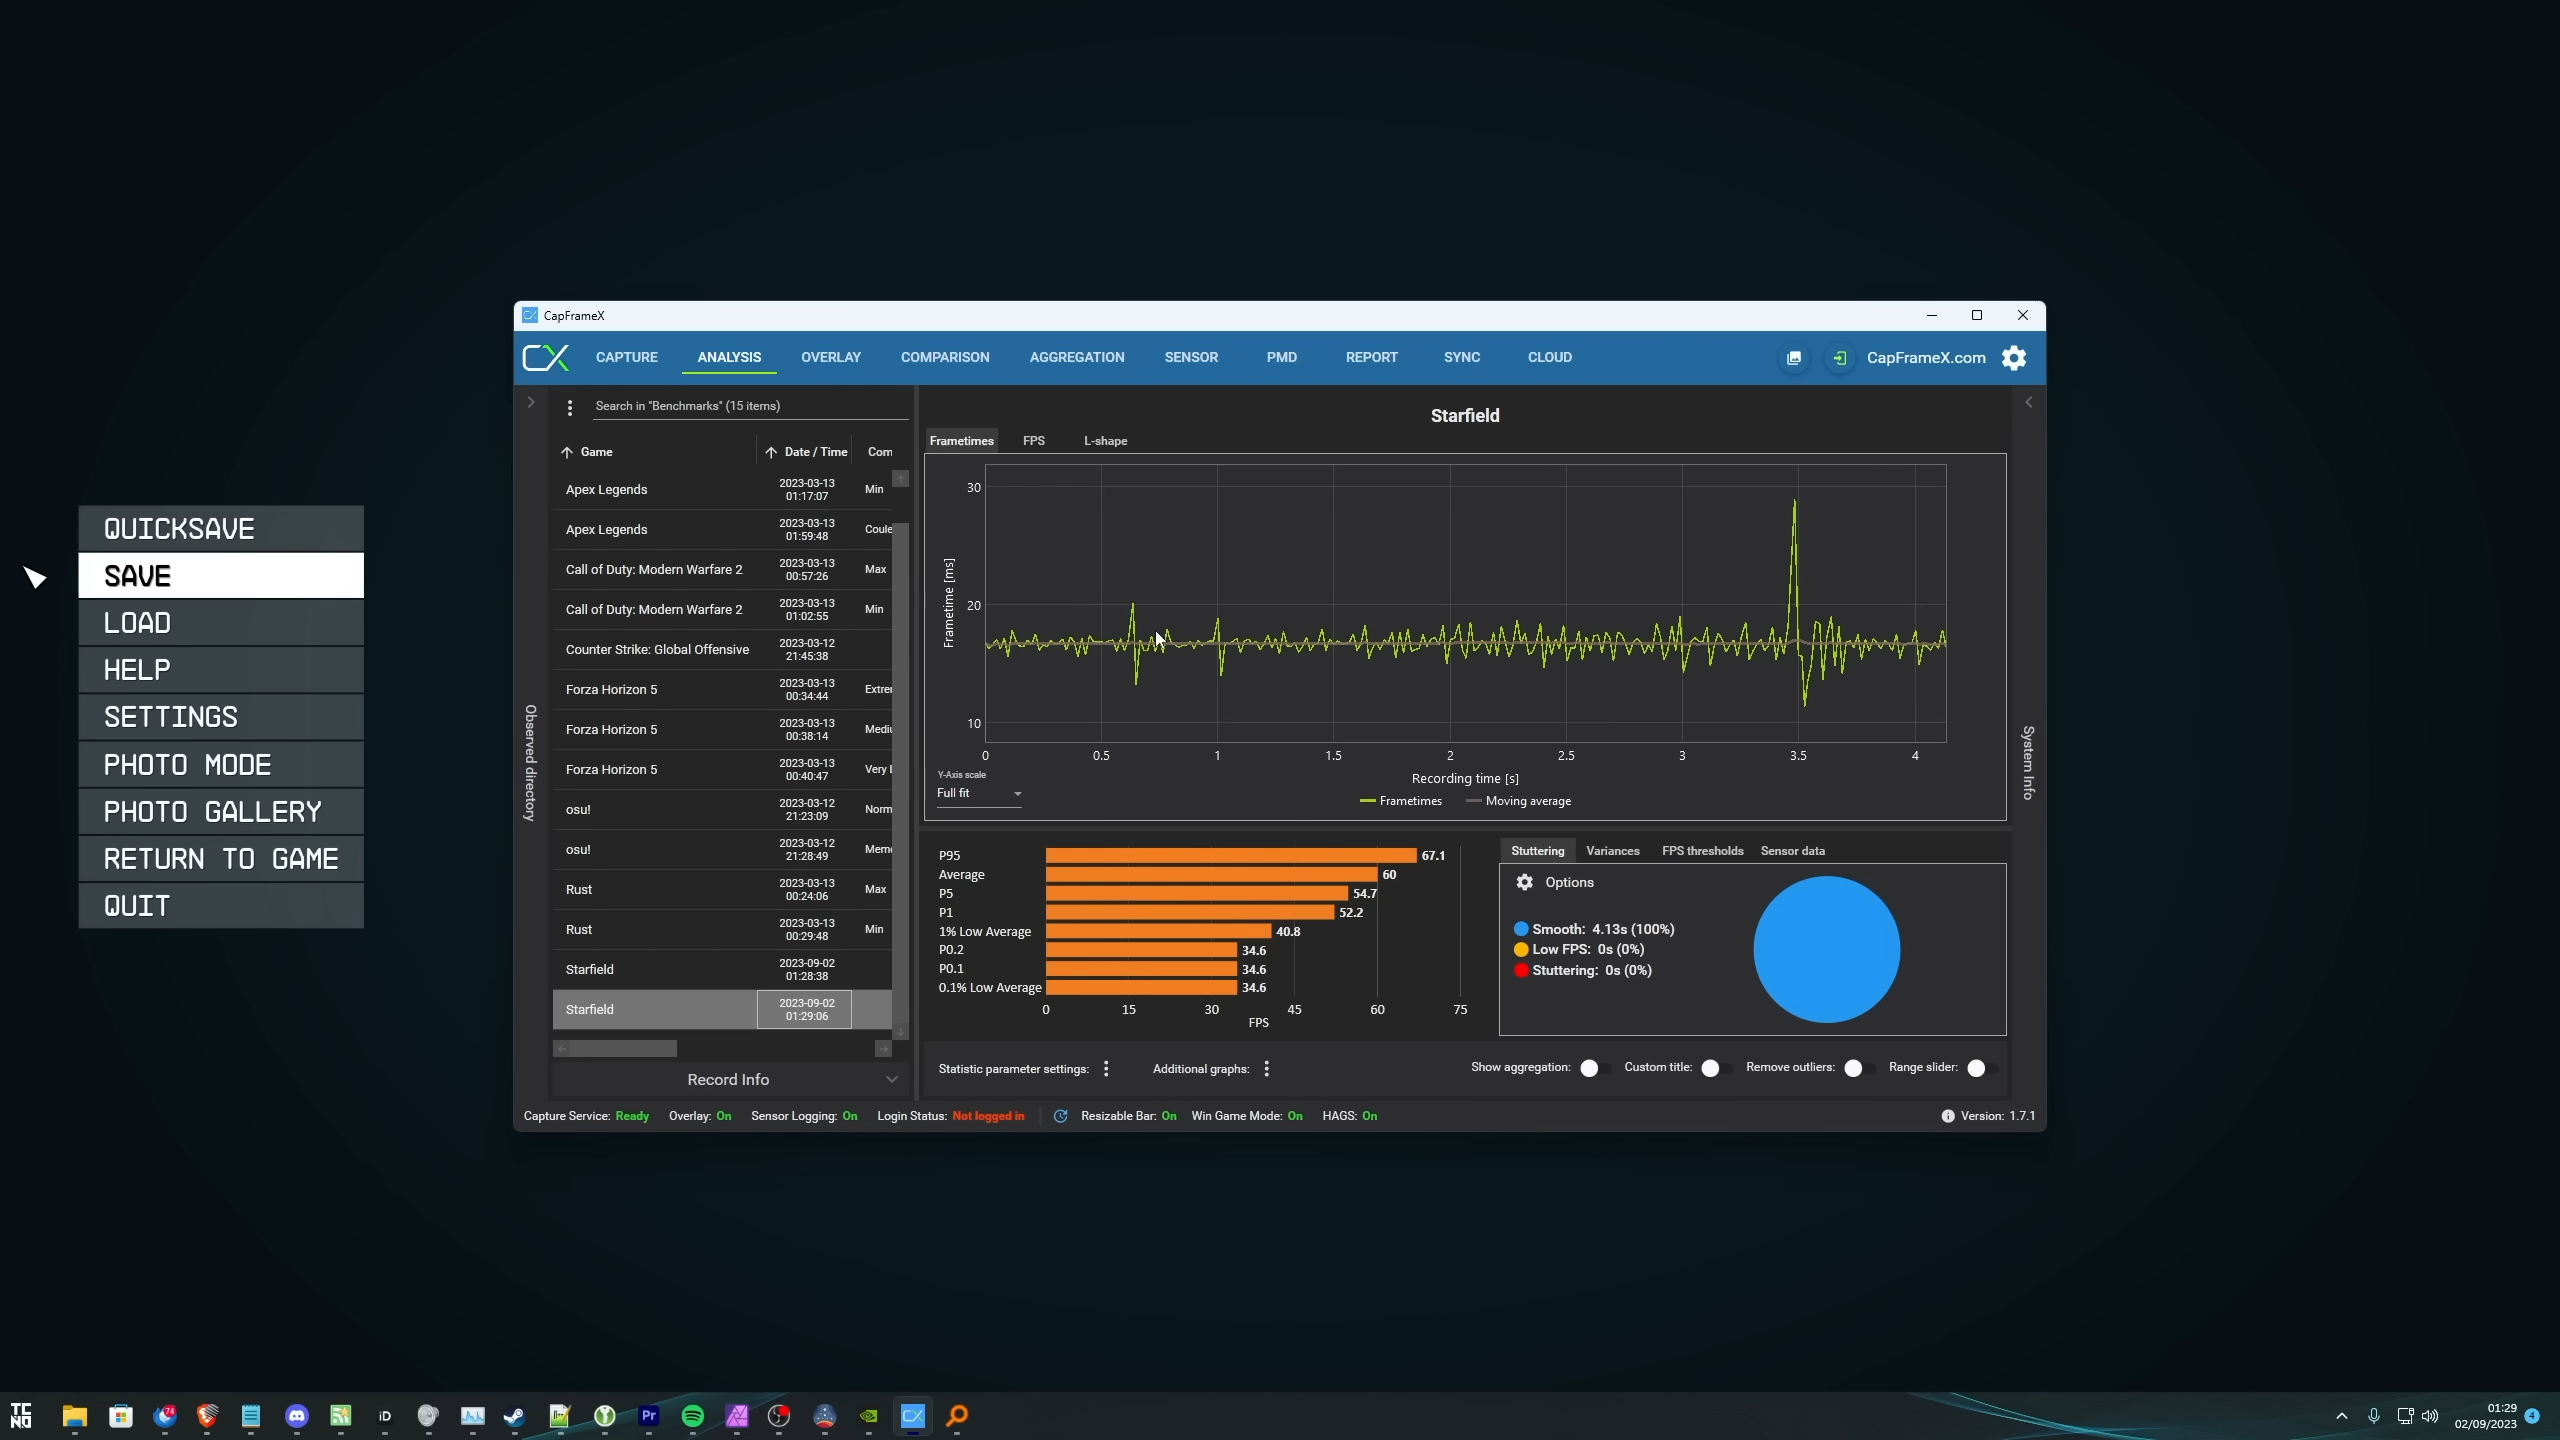 QUICKSAVE
SAVE
LOAD
HELP
SETTINGS
PHOTO MODE
PHOTO GALLERY
RETURN TO GAME
QUIT
CapFrameX
CX
CAPTURE ANALYSIS OVERLAY COMPARISON AGGREGATION SENSOR PMD REPORT SYNC CLOUD CapFrameX.com
Observed directory
Search in "Benchmarks" (15 items)
Game Date / Time Com
Apex Legends 2023-03-13 01:17:07 Min
Apex Legends 2023-03-13 01:59:48 Coule
Call of Duty: Modern Warfare 2 2023-03-13 00:57:26 Max
Call of Duty: Modern Warfare 2 2023-03-13 01:02:55 Min
Counter Strike: Global Offensive 2023-03-12 21:45:38
Forza Horizon 5 2023-03-13 00:34:44 Extrer
Forza Horizon 5 2023-03-13 00:38:14 Mediu
Forza Horizon 5 2023-03-13 00:40:47 Very l
osu! 2023-03-12 21:23:09 Norm
osu! 2023-03-12 21:28:49 Mem
Rust 2023-03-13 00:24:06 Max
Rust 2023-03-13 00:29:48 Min
Starfield 2023-09-02 01:28:38
Starfield 2023-09-02 01:29:06
Record Info
Starfield
Frametimes FPS L-shape
Frametime [ms]
30
20
10
0 0.5 1 1.5 2 2.5 3 3.5 4
Recording time [s]
Y-Axis scale
Full fit
Frametimes Moving average
System Info
P95 67.1
Average 60
P5 54.7
P1 52.2
1% Low Average 40.8
P0.2 34.6
P0.1 34.6
0.1% Low Average 34.6
0 15 30 45 60 75
FPS
Stuttering Variances FPS thresholds Sensor data
Options
Smooth: 4.13s (100%)
Low FPS: 0s (0%)
Stuttering: 0s (0%)
Statistic parameter settings: Additional graphs: Show aggregation: Custom title: Remove outliers: Range slider:
Capture Service: Ready Overlay: On Sensor Logging: On Login Status: Not logged in Resizable Bar: On Win Game Mode: On HAGS: On Version: 1.7.1
TC
NO
74
iD
Pr
CX
01:29
02/09/2023
4